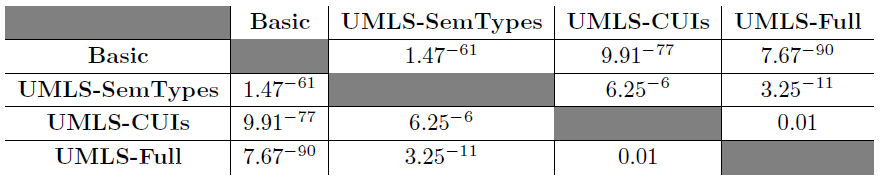 Basic UMLS-SemTypes UMLS-CUIs UMLS-Full
Basic 1.47⁻⁶¹ 9.91⁻⁷⁷ 7.67⁻⁹⁰
UMLS-SemTypes 1.47⁻⁶¹ 6.25⁻⁶ 3.25⁻¹¹
UMLS-CUIs 9.91⁻⁷⁷ 6.25⁻⁶ 0.01
UMLS-Full 7.67⁻⁹⁰ 3.25⁻¹¹ 0.01